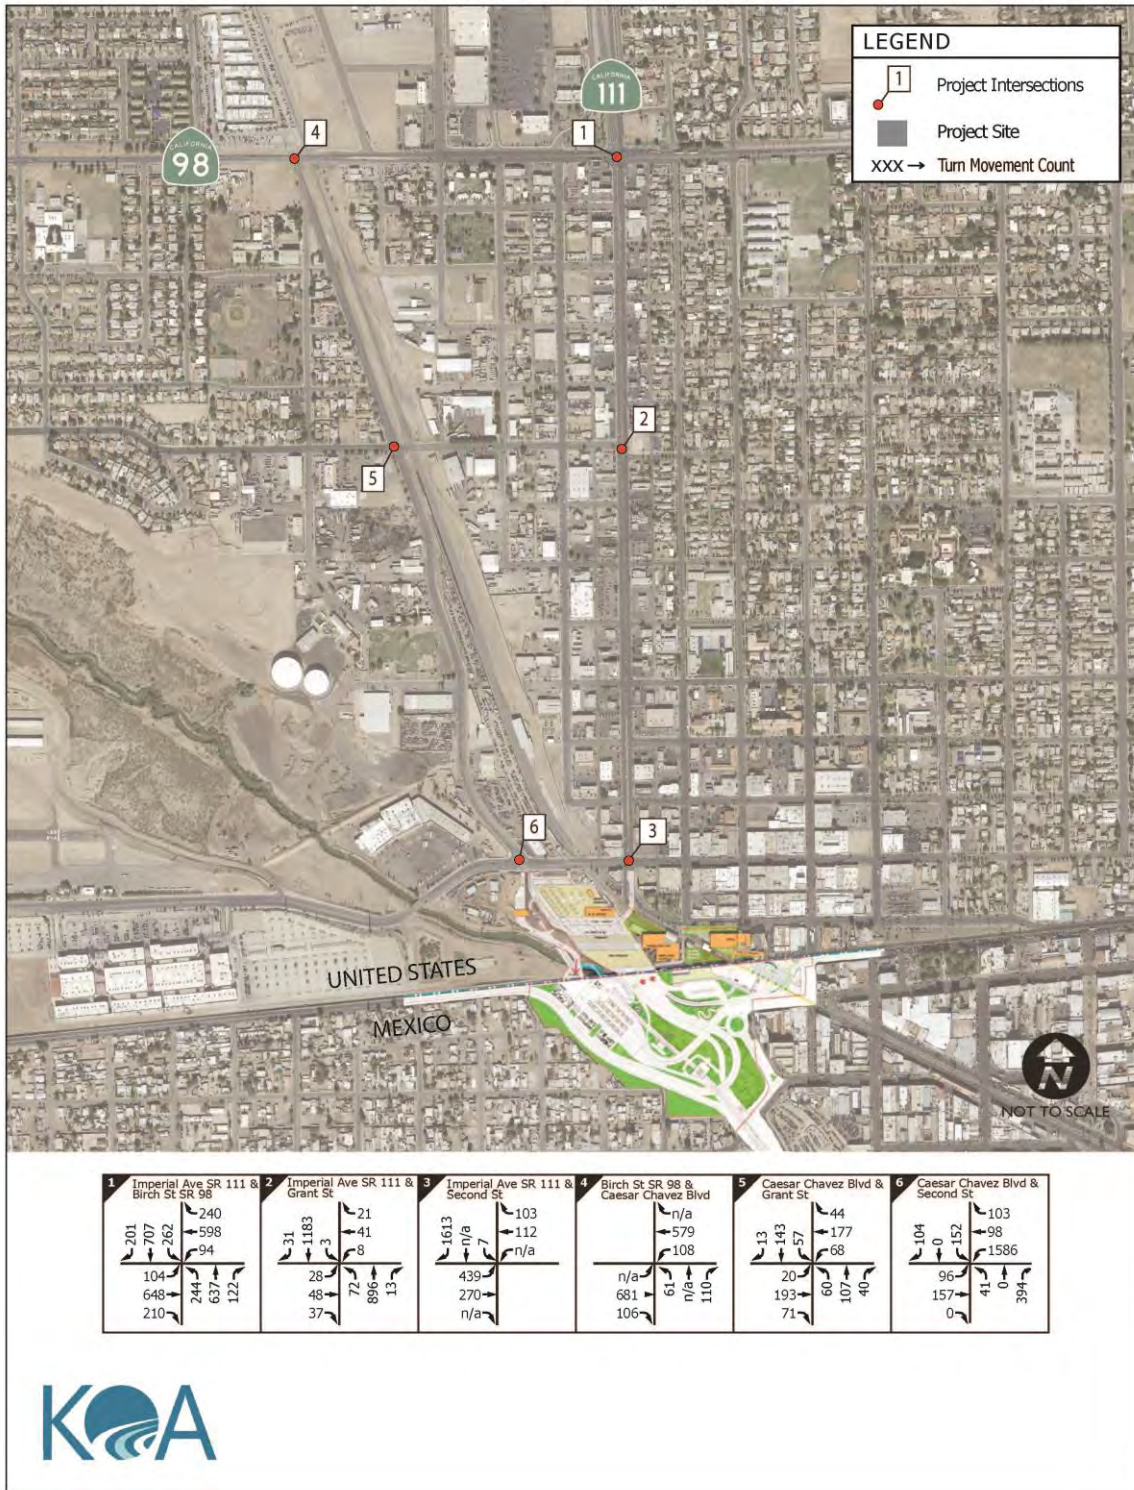 LEGEND
1
Project Intersections
Project Site
XXX → Turn Movement Count
CALIFORNIA
111
CALIFORNIA
98
4
1
2
5
6
3
UNITED STATES
MEXICO
N
NOT TO SCALE
1 Imperial Ave SR 111 &
Birch St SR 98
201 707 262
240
598
94
104
648
210
244 637 122
2 Imperial Ave SR 111 &
Grant St
31 1183 3
21
41
8
28
48
37
72 896 13
3 Imperial Ave SR 111 &
Second St
1613 n/a 7
103
112
n/a
439
270
n/a
4 Birch St SR 98 &
Caesar Chavez Blvd
n/a
579
108
n/a
681
106
61 n/a 110
5 Caesar Chavez Blvd &
Grant St
13 143 57
44
177
68
20
193
71
60 107 40
6 Caesar Chavez Blvd &
Second St
104 0 152
103
98
1586
96
157
0
41 0 394
KOA